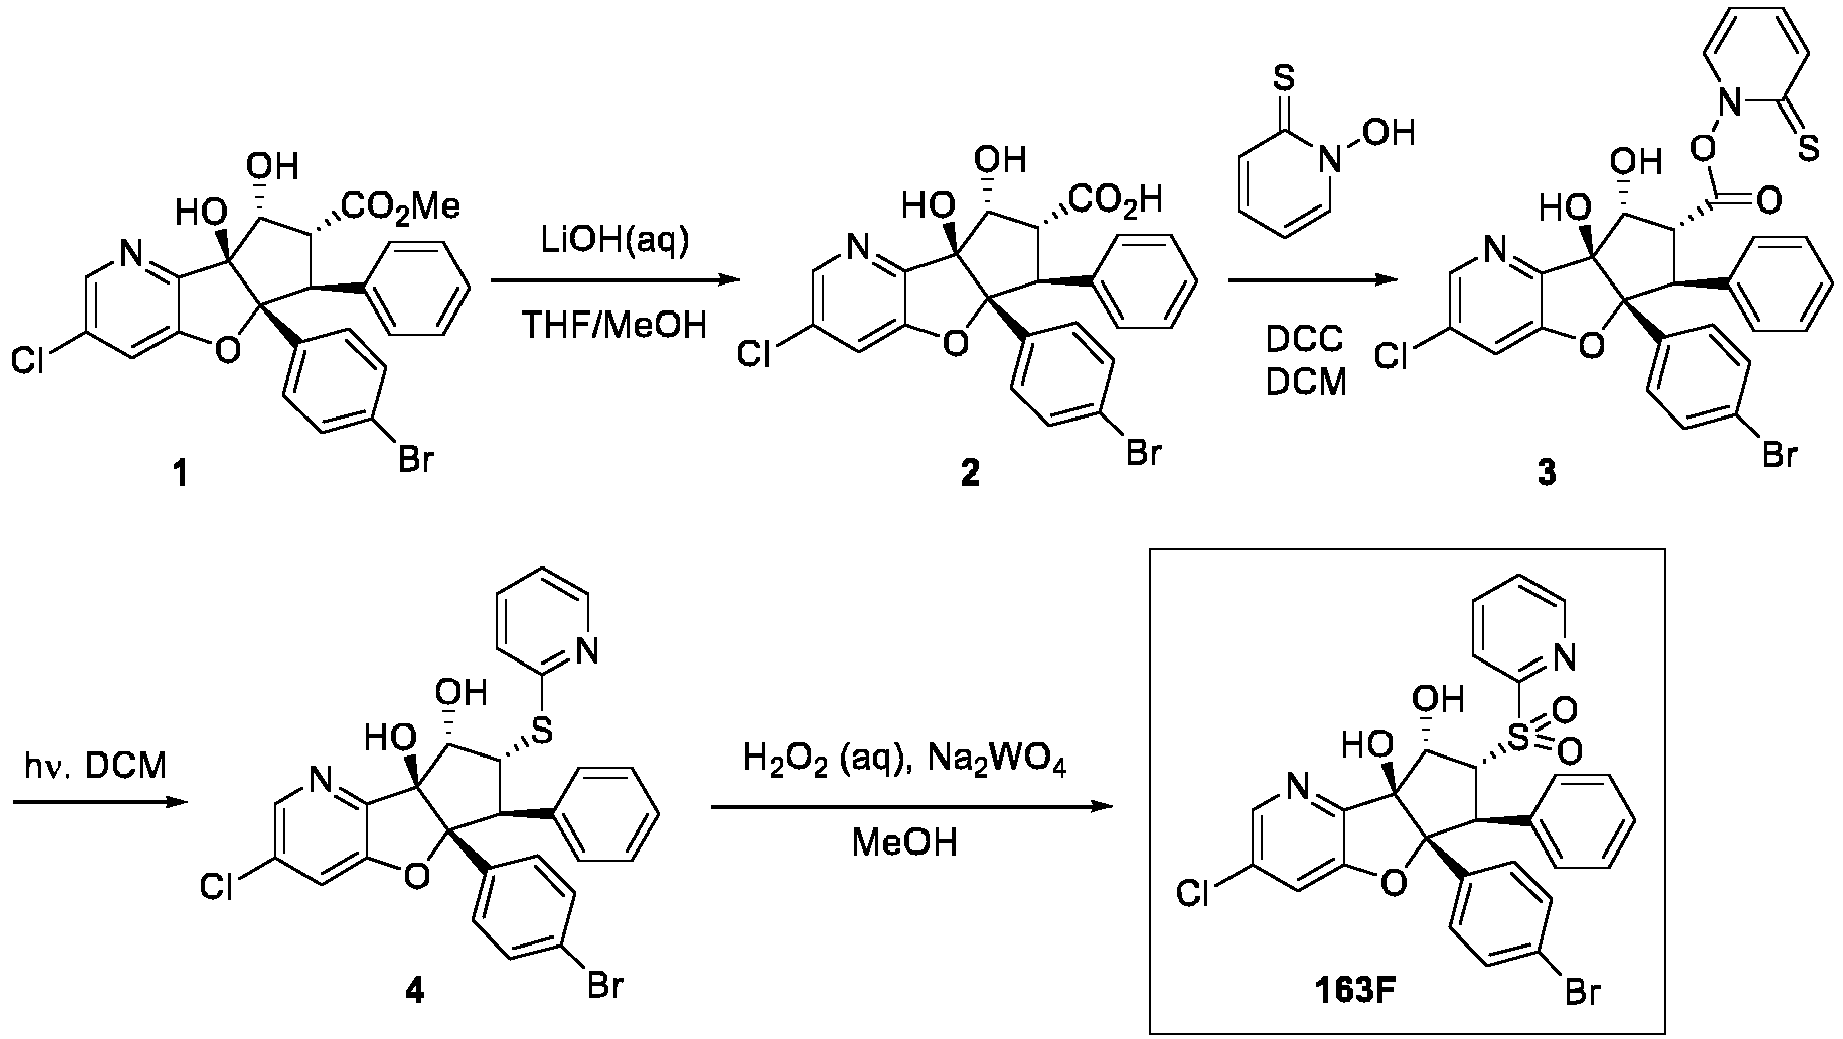 OH
HO
CO2Me
N
Cl
O
Br
1
LiOH(aq)
THF/MeOH
OH
HO
CO2H
N
Cl
O
Br
2
S
N
OH
DCC
DCM
N
S
O
OH
HO
O
N
Cl
O
Br
3
hν. DCM
N
OH
S
HO
N
Cl
O
Br
4
H2O2 (aq), Na2WO4
MeOH
N
OH
O
S
O
HO
N
Cl
O
Br
163F